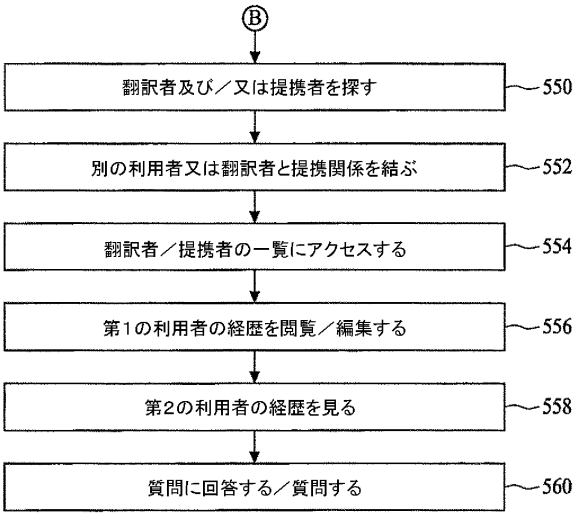 B
翻訳者及び／又は提携者を探す 550
別の利用者又は翻訳者と提携関係を結ぶ 552
翻訳者／提携者の一覧にアクセスする 554
第1の利用者の経歴を閲覧／編集する 556
第2の利用者の経歴を見る 558
質問に回答する／質問する 560